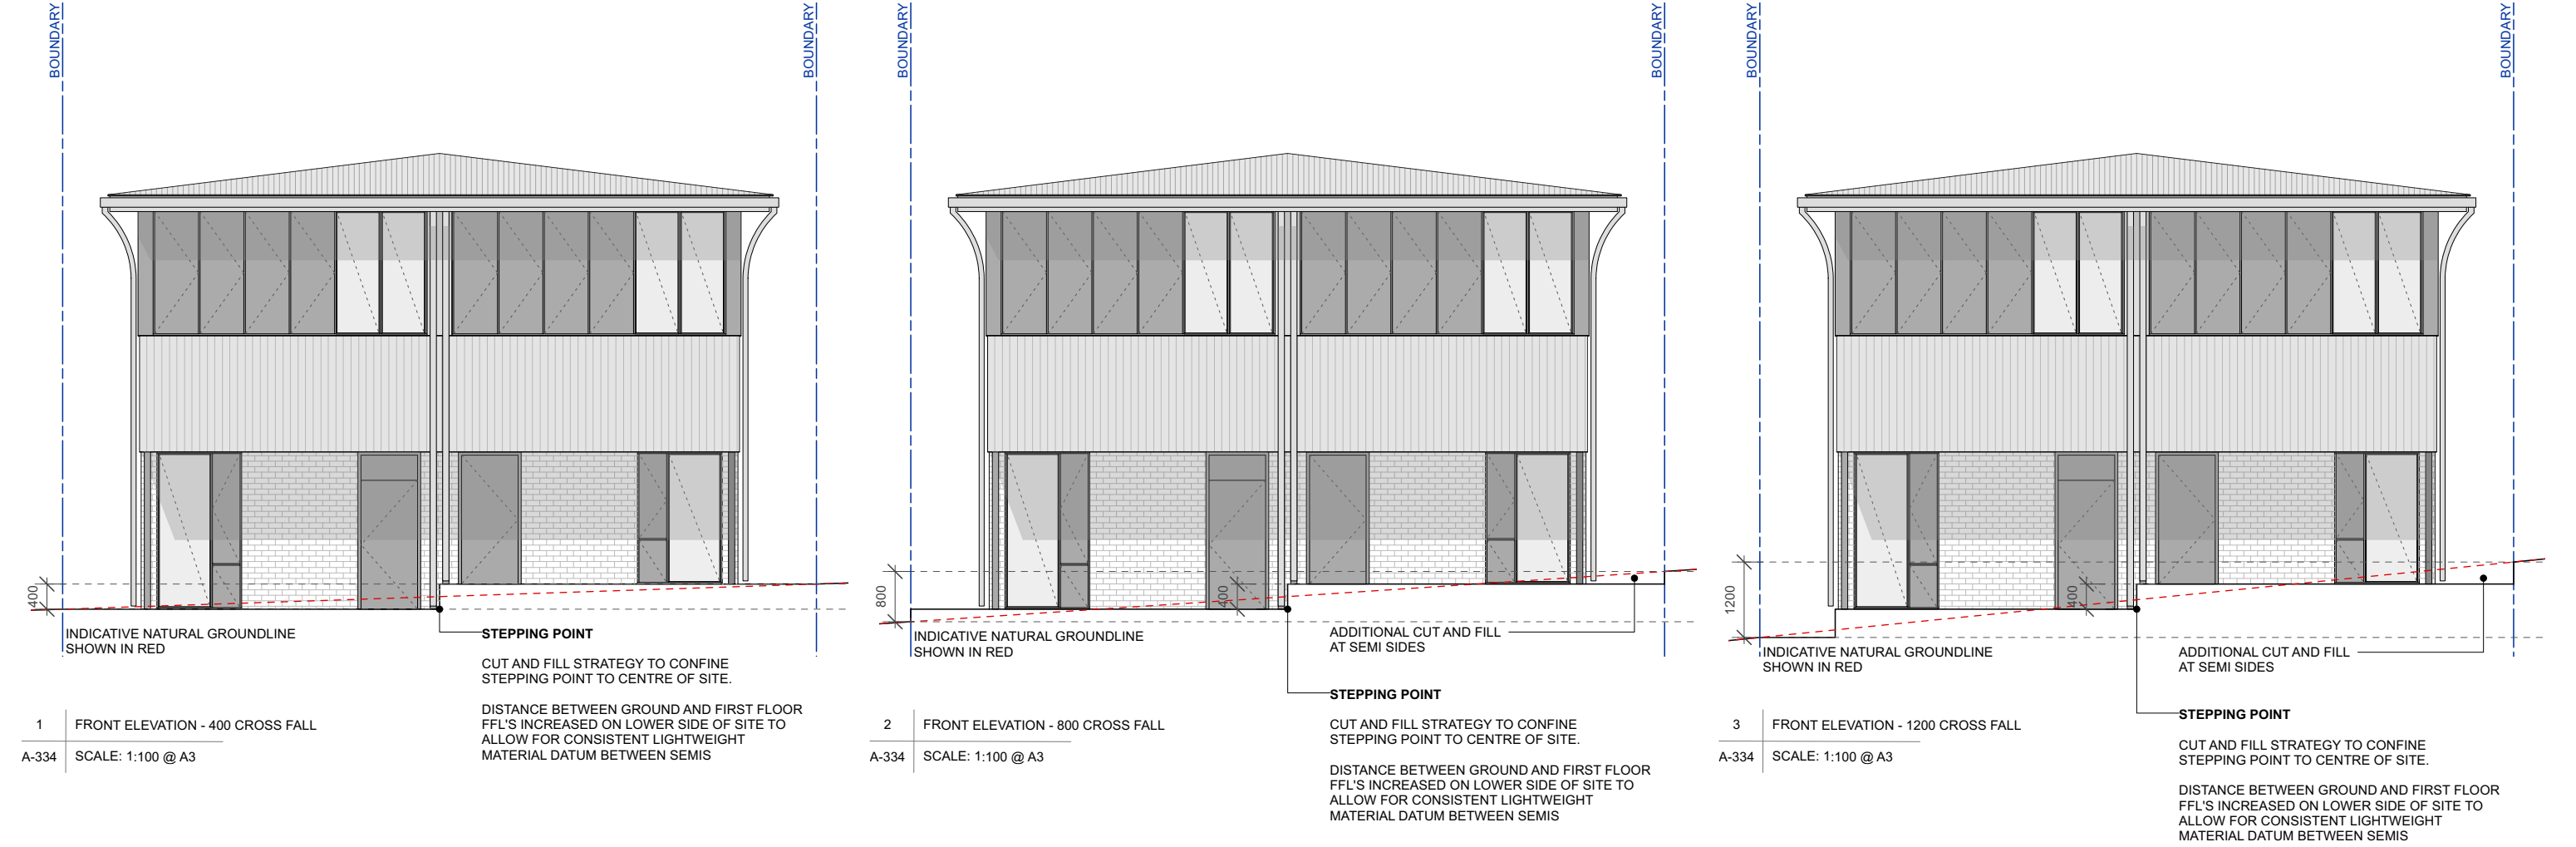 BOUNDARY
BOUNDARY
400
INDICATIVE NATURAL GROUNDLINE
SHOWN IN RED
STEPPING POINT
CUT AND FILL STRATEGY TO CONFINE
STEPPING POINT TO CENTRE OF SITE.
DISTANCE BETWEEN GROUND AND FIRST FLOOR
FFL'S INCREASED ON LOWER SIDE OF SITE TO
ALLOW FOR CONSISTENT LIGHTWEIGHT
MATERIAL DATUM BETWEEN SEMIS
1
FRONT ELEVATION - 400 CROSS FALL
A-334
SCALE: 1:100 @ A3
BOUNDARY
BOUNDARY
800
400
INDICATIVE NATURAL GROUNDLINE
SHOWN IN RED
ADDITIONAL CUT AND FILL
AT SEMI SIDES
STEPPING POINT
CUT AND FILL STRATEGY TO CONFINE
STEPPING POINT TO CENTRE OF SITE.
DISTANCE BETWEEN GROUND AND FIRST FLOOR
FFL'S INCREASED ON LOWER SIDE OF SITE TO
ALLOW FOR CONSISTENT LIGHTWEIGHT
MATERIAL DATUM BETWEEN SEMIS
2
FRONT ELEVATION - 800 CROSS FALL
A-334
SCALE: 1:100 @ A3
BOUNDARY
BOUNDARY
1200
400
INDICATIVE NATURAL GROUNDLINE
SHOWN IN RED
ADDITIONAL CUT AND FILL
AT SEMI SIDES
STEPPING POINT
CUT AND FILL STRATEGY TO CONFINE
STEPPING POINT TO CENTRE OF SITE.
DISTANCE BETWEEN GROUND AND FIRST FLOOR
FFL'S INCREASED ON LOWER SIDE OF SITE TO
ALLOW FOR CONSISTENT LIGHTWEIGHT
MATERIAL DATUM BETWEEN SEMIS
3
FRONT ELEVATION - 1200 CROSS FALL
A-334
SCALE: 1:100 @ A3